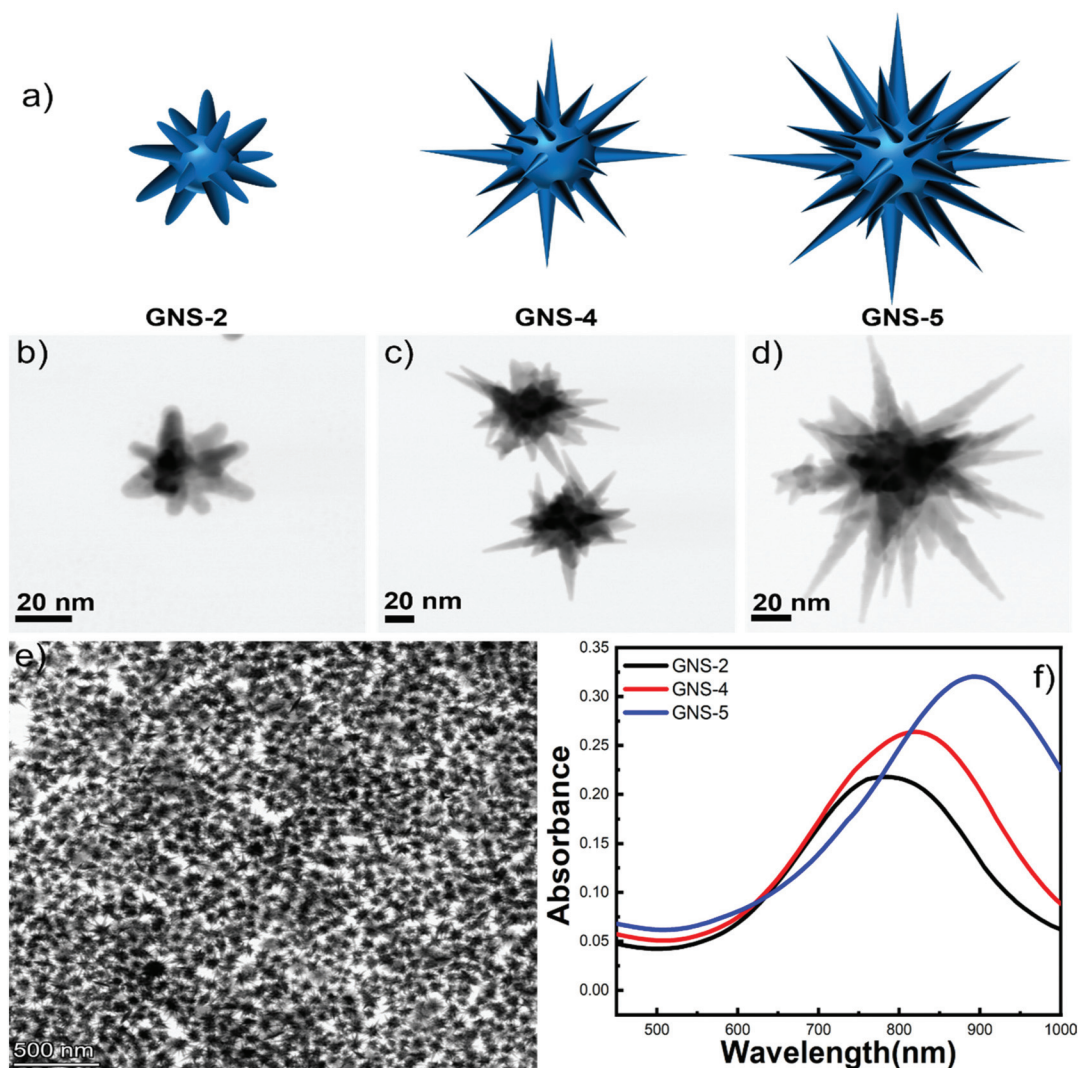 a)
GNS-2 GNS-4 GNS-5
b) c) d)
20 nm 20 nm 20 nm
e)
500 nm
f)
GNS-2
GNS-4
GNS-5
0.35
0.30
0.25
0.20
0.15
0.10
0.05
0.00
Absorbance
500 600 700 800 900 1000
Wavelength(nm)